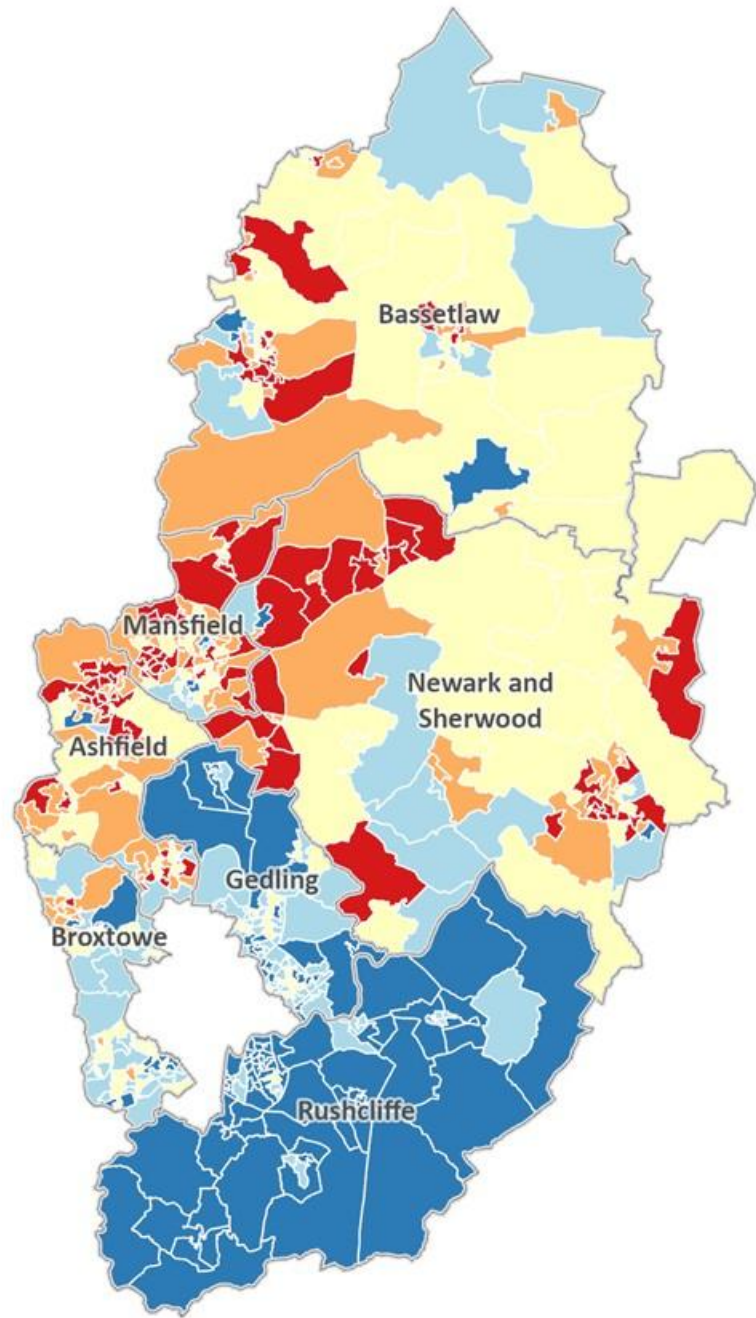 Bassetlaw
Mansfield
Newark and
Sherwood
Ashfield
Gedling
Broxtowe
Rushcliffe